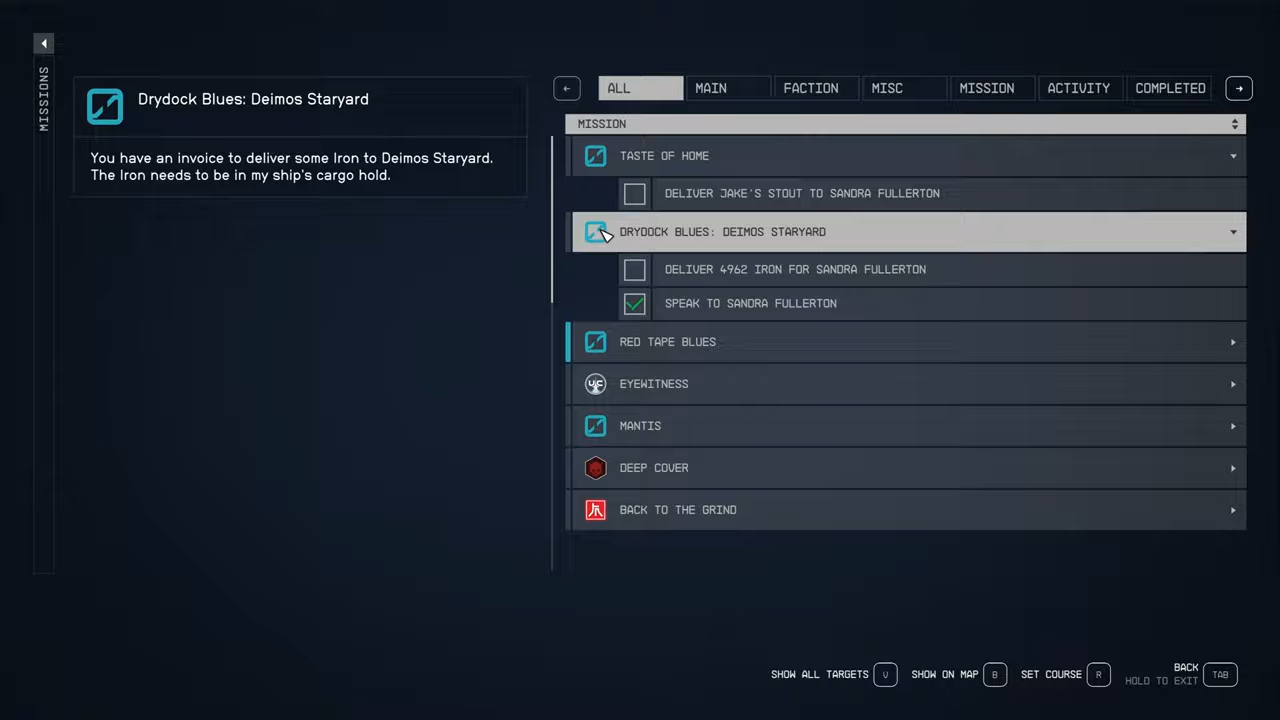 MISSIONS
Drydock Blues: Deimos Staryard
You have an invoice to deliver some Iron to Deimos Staryard.
The Iron needs to be in my ship's cargo hold.
ALL
MAIN
FACTION
MISC
MISSION
ACTIVITY
COMPLETED
MISSION
TASTE OF HOME
DELIVER JAKE'S STOUT TO SANDRA FULLERTON
DRYDOCK BLUES: DEIMOS STARYARD
DELIVER 4962 IRON FOR SANDRA FULLERTON
SPEAK TO SANDRA FULLERTON
RED TAPE BLUES
UC
EYEWITNESS
MANTIS
DEEP COVER
BACK TO THE GRIND
SHOW ALL TARGETS V
SHOW ON MAP B
SET COURSE R
BACK
HOLD TO EXIT
TAB